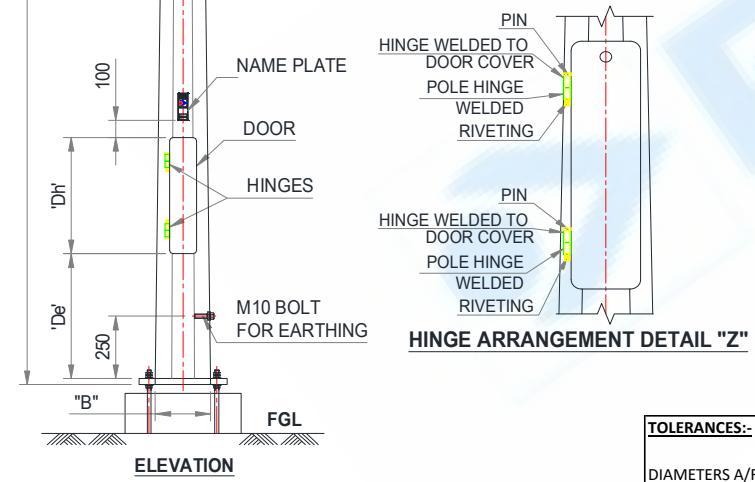 100
NAME PLATE
DOOR
'Dh'
HINGES
'De'
250
M10 BOLT
FOR EARTHING
"B"
FGL
ELEVATION
PIN
HINGE WELDED TO
DOOR COVER
POLE HINGE
WELDED
RIVETING
PIN
HINGE WELDED TO
DOOR COVER
POLE HINGE
WELDED
RIVETING
HINGE ARRANGEMENT DETAIL "Z"
TOLERANCES:-
DIAMETERS A/F